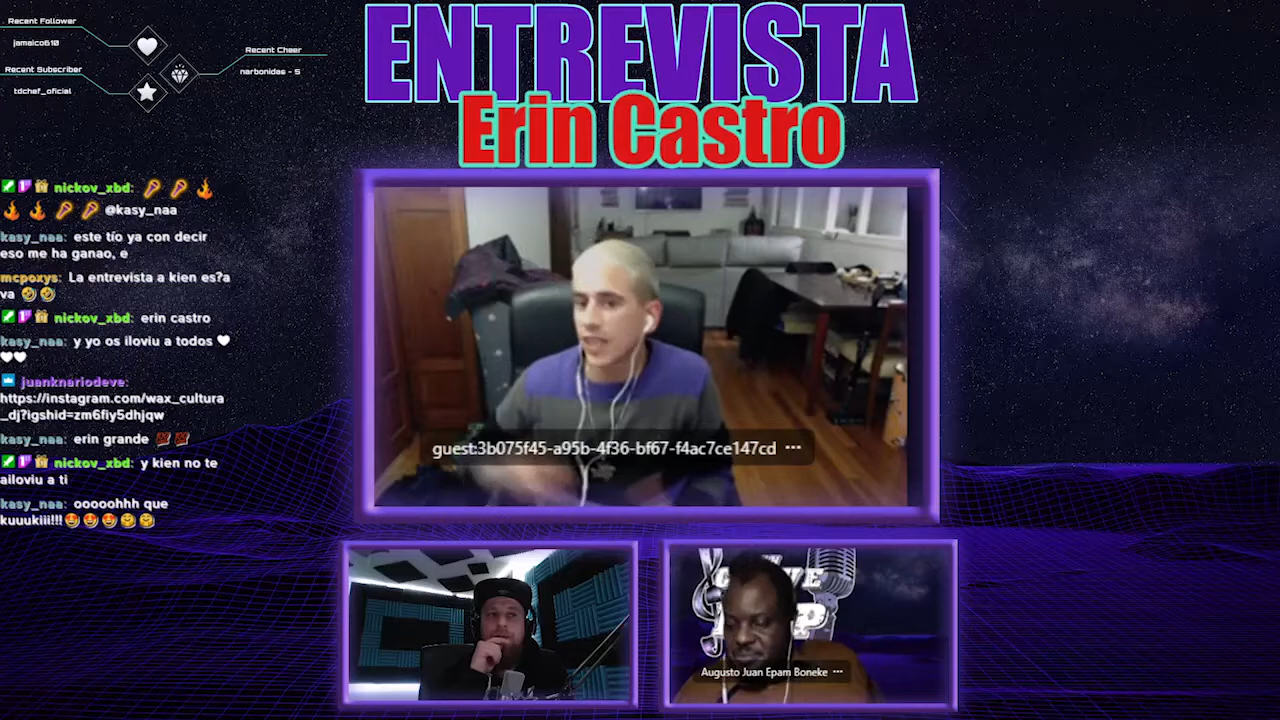 Recent Follower
jamaico610
Recent Subscriber
tdchef_oficial
Recent Cheer
narbonidas - 5
ENTREVISTA
Erin Castro
nickov_xbd:
@kasy_naa
kasy_naa: este tío ya con decir
eso me ha ganao, e
mcpoxys: La entrevista a kien es?a
va
nickov_xbd: erin castro
kasy_naa: y yo os iloviu a todos
juanknariodeve:
https://instagram.com/wax_cultura
_dj?igshid=zm6fiy5dhjqw
kasy_naa: erin grande
nickov_xbd: y kien no te
ailoviu a ti
kasy_naa: ooooohhh que
kuuukiii!!!
guest:3b075f45-a95b-4f36-bf67-f4ac7ce147cd ···
Augusto Juan Epam Boneke ···